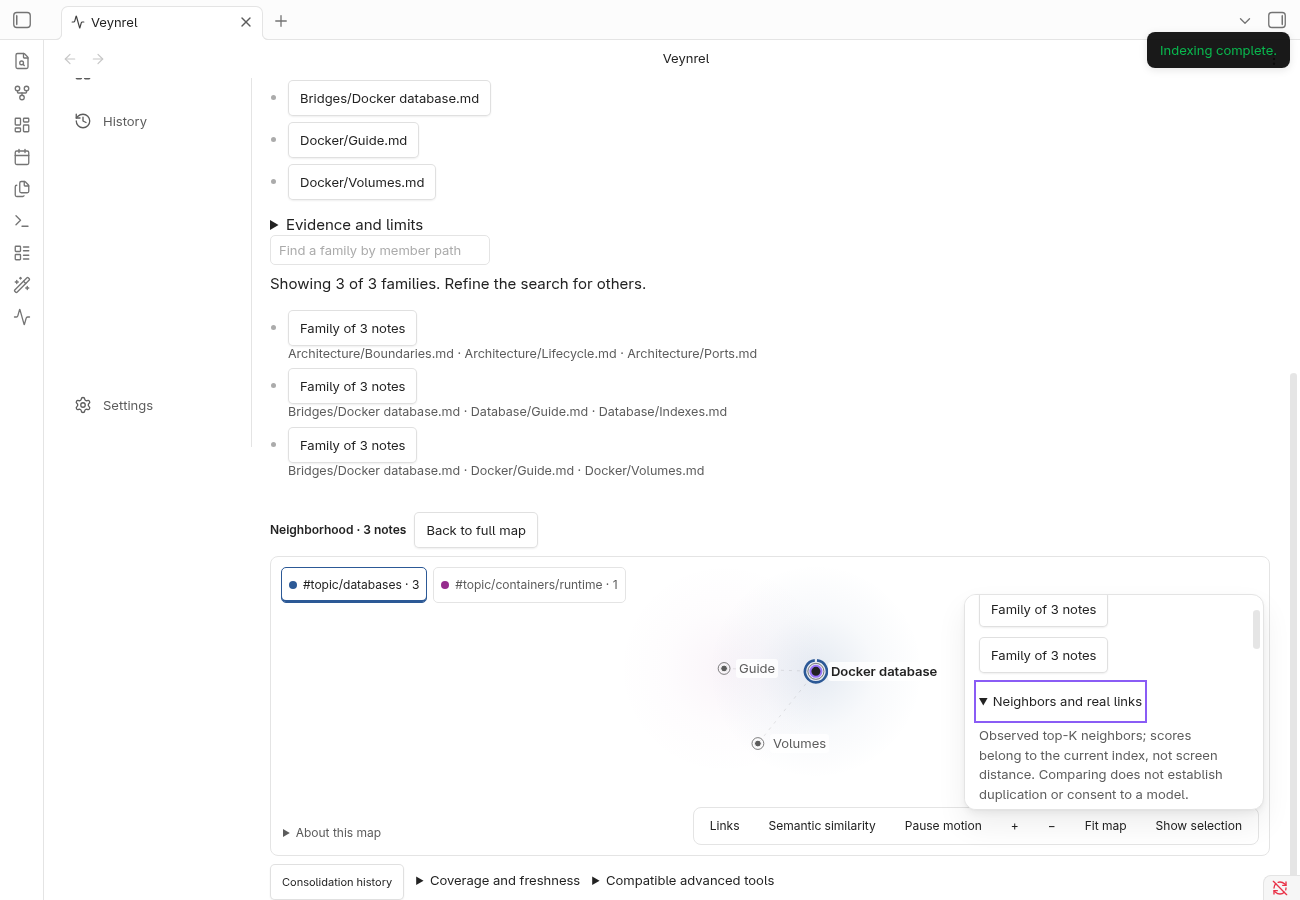 Veynrel
Veynrel
Indexing complete.
History
Settings
Bridges/Docker database.md
Docker/Guide.md
Docker/Volumes.md
Evidence and limits
Find a family by member path
Showing 3 of 3 families. Refine the search for others.
Family of 3 notes
Architecture/Boundaries.md · Architecture/Lifecycle.md · Architecture/Ports.md
Family of 3 notes
Bridges/Docker database.md · Database/Guide.md · Database/Indexes.md
Family of 3 notes
Bridges/Docker database.md · Docker/Guide.md · Docker/Volumes.md
Neighborhood · 3 notes Back to full map
#topic/databases · 3 #topic/containers/runtime · 1
Guide
Docker database
Volumes
Family of 3 notes
Family of 3 notes
Neighbors and real links
Observed top-K neighbors; scores
belong to the current index, not screen
distance. Comparing does not establish
duplication or consent to a model.
About this map
Links Semantic similarity Pause motion + − Fit map Show selection
Consolidation history Coverage and freshness Compatible advanced tools